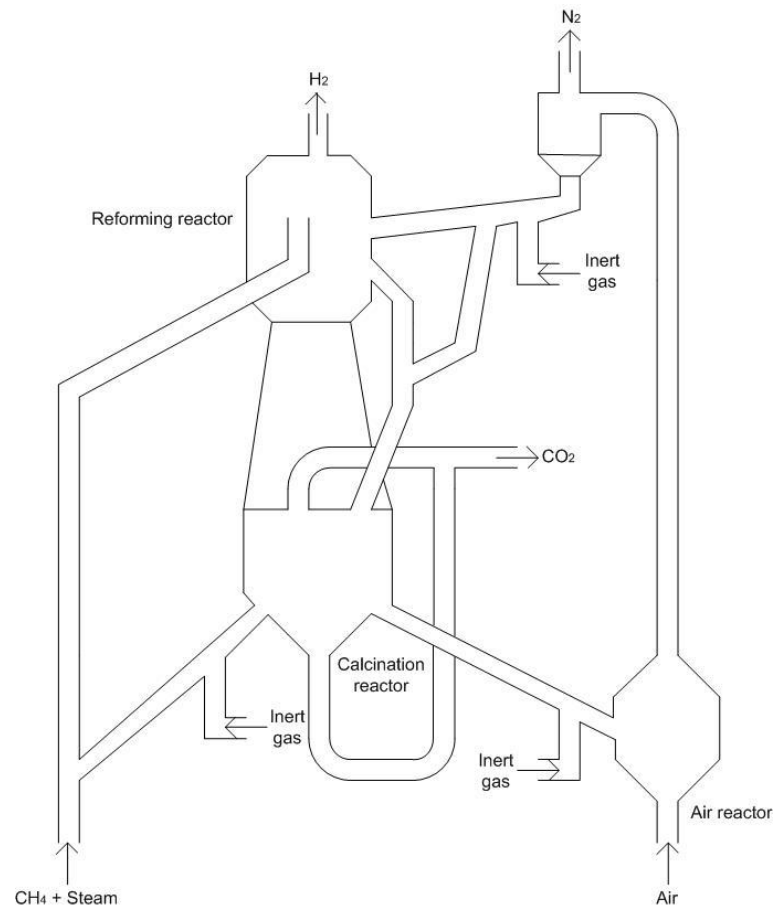 N2
H2
Reforming reactor
Inert
gas
CO2
Calcination
reactor
Inert
gas
Inert
gas
Air reactor
CH4 + Steam
Air